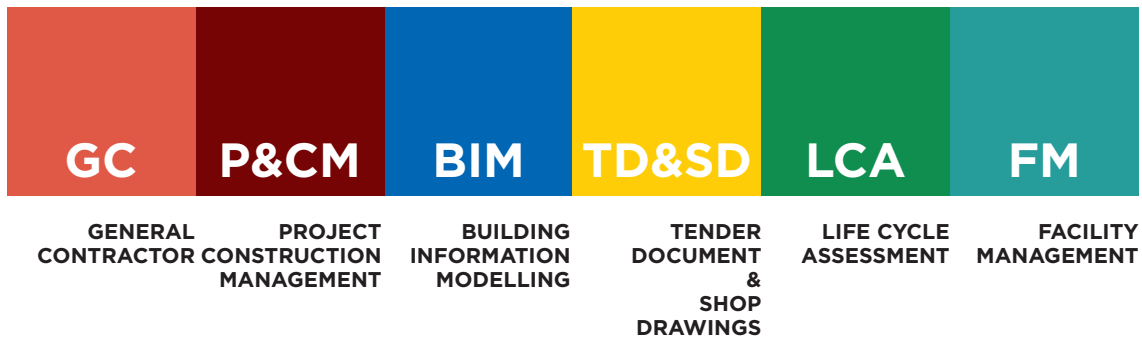 GC
P&CM
BIM
TD&SD
LCA
FM
GENERAL
CONTRACTOR
PROJECT
CONSTRUCTION
MANAGEMENT
BUILDING
INFORMATION
MODELLING
TENDER
DOCUMENT
&
SHOP
DRAWINGS
LIFE CYCLE
ASSESSMENT
FACILITY
MANAGEMENT